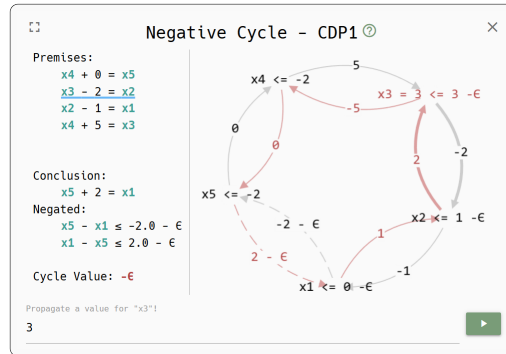 Negative Cycle - CDP1
Premises:
x4 + 0 = x5
x3 - 2 = x2
x2 - 1 = x1
x4 + 5 = x3
Conclusion:
x5 + 2 = x1
Negated:
x5 - x1 ≤ -2.0 - ϵ
x1 - x5 ≤ 2.0 - ϵ
Cycle Value: -ϵ
Propagate a value for "x3"!
3
5
x4 <= -2
x3 = 3 <= 3 -ϵ
-5
0
0
2
-2
x5 <= -2
x2 <= 1 -ϵ
-2 - ϵ
1
2 - ϵ
-1
x1 <= 0 -ϵ